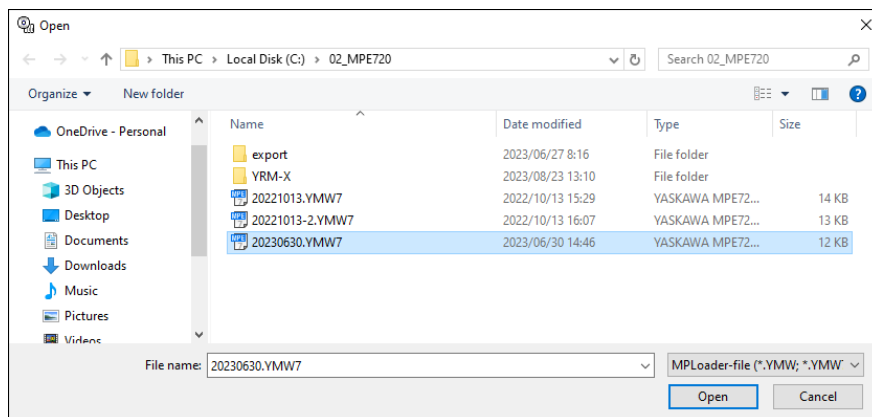 Open
This PC > Local Disk (C:) > 02_MPE720
Search 02_MPE720
Organize
New folder
Name Date modified Type Size
OneDrive - Personal
This PC
3D Objects
Desktop
Documents
Downloads
Music
Pictures
Videos
export 2023/06/27 8:16 File folder
YRM-X 2023/08/23 13:10 File folder
20221013.YMW7 2022/10/13 15:29 YASKAWA MPE72... 14 KB
20221013-2.YMW7 2022/10/13 16:07 YASKAWA MPE72... 13 KB
20230630.YMW7 2023/06/30 14:46 YASKAWA MPE72... 12 KB
File name: 20230630.YMW7 MPLoader-file (*.YMW; *.YMW
Open Cancel